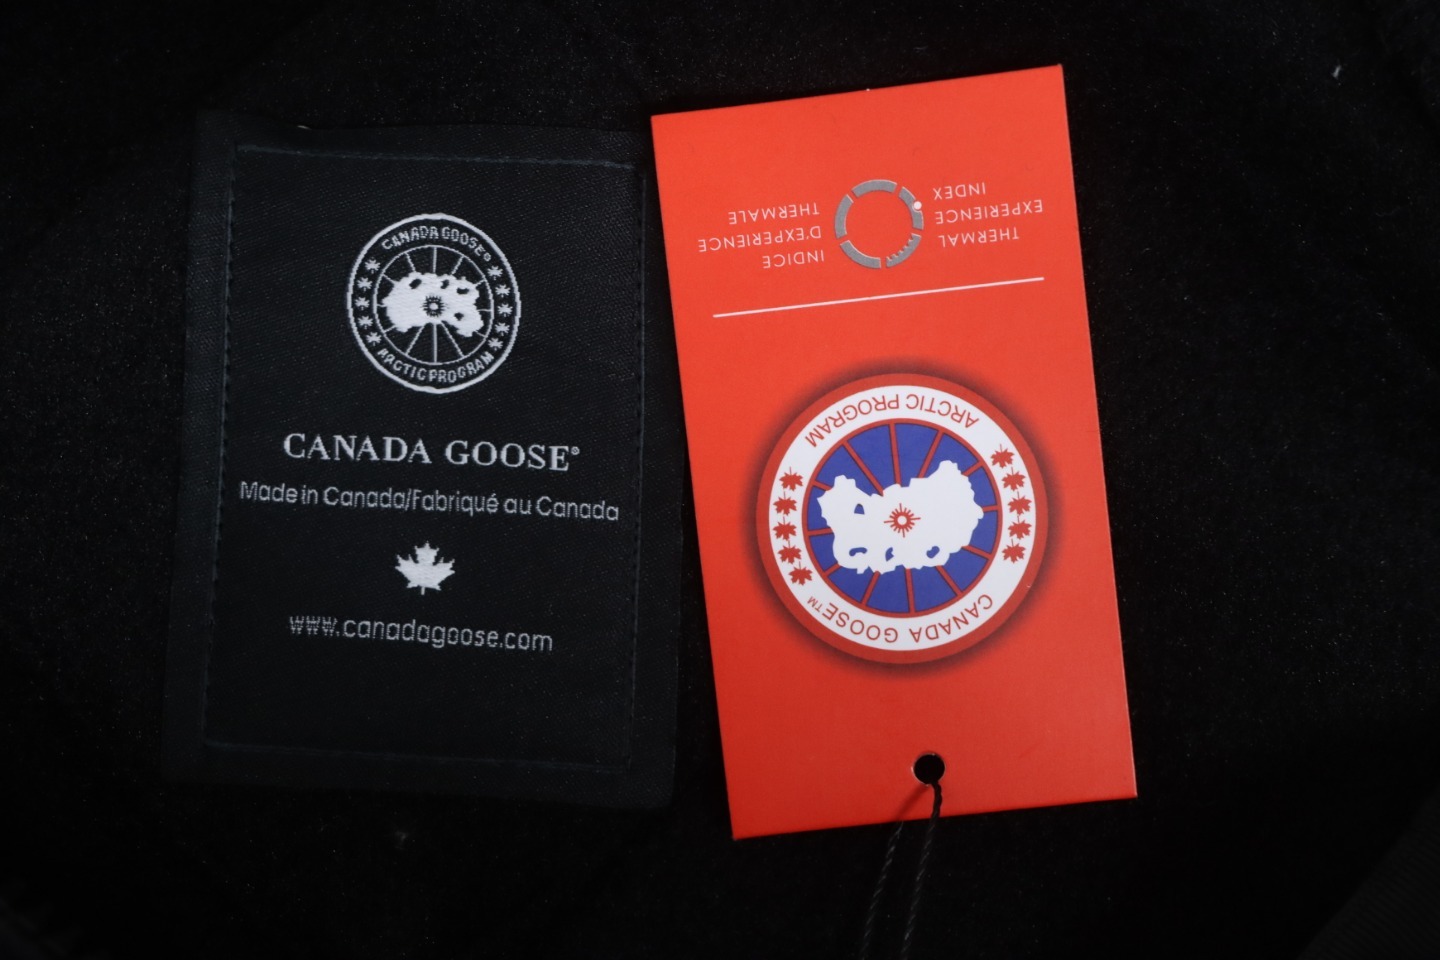 CANADA GOOSE®
ARCTIC PROGRAM
CANADA GOOSE®
Made in Canada/Fabriqué au Canada
www.canadagoose.com
CANADA GOOSE™
ARCTIC PROGRAM
THERMAL
EXPERIENCE
INDEX
INDICE
D'EXPERIENCE
THERMALE